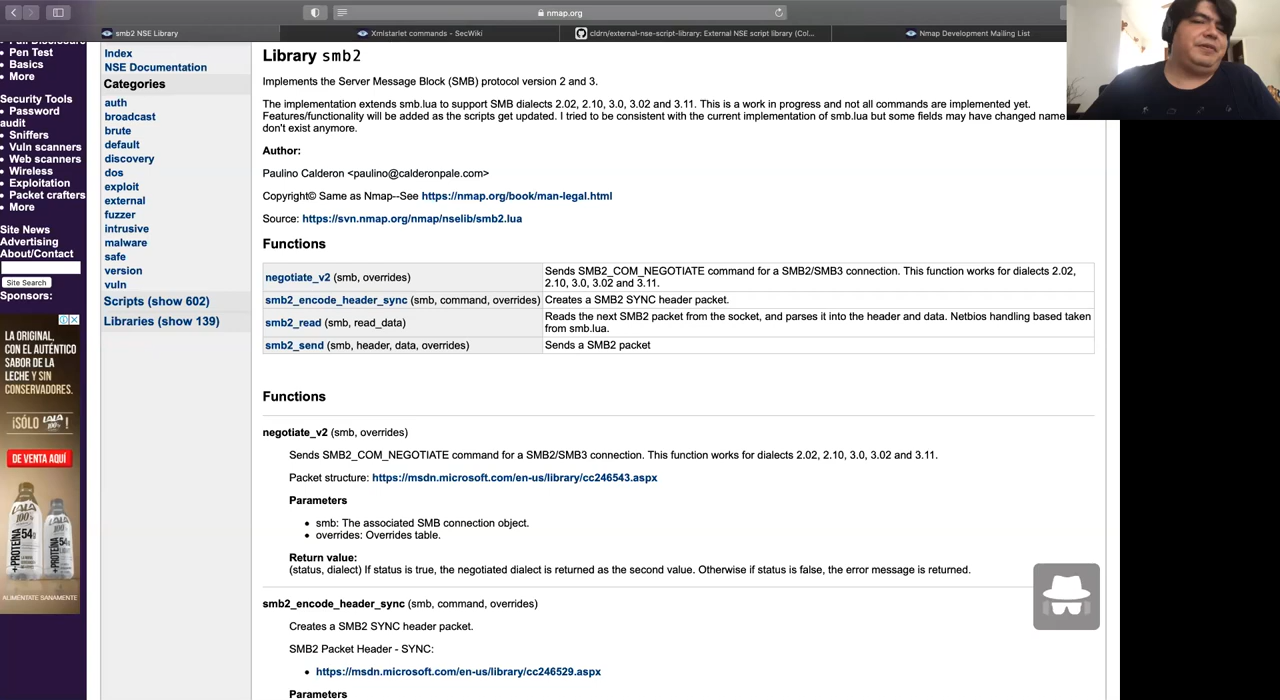 nmap.org
smb2 NSE Library
Xmlstarlet commands - SecWiki
cldrn/external-nse-script-library: External NSE script library (Col...
Nmap Development Mailing List
Full Disclosure
Pen Test
Basics
More
Security Tools
Password
audit
Sniffers
Vuln scanners
Web scanners
Wireless
Exploitation
Packet crafters
More
Site News
Advertising
About/Contact
Site Search
Sponsors:
LA ORIGINAL,
CON EL AUTÉNTICO
SABOR DE LA
LECHE Y SIN
CONSERVADORES.
¡SÓLO LALA 100% !
DE VENTA AQUÍ
LALA
100%
+PROTEÍNA 54g
LALA
100%
+PROTEÍNA 54g
ALIMÉNTATE SANAMENTE
Index
NSE Documentation
Categories
auth
broadcast
brute
default
discovery
dos
exploit
external
fuzzer
intrusive
malware
safe
version
vuln
Scripts (show 602)
Libraries (show 139)
Library smb2
Implements the Server Message Block (SMB) protocol version 2 and 3.
The implementation extends smb.lua to support SMB dialects 2.02, 2.10, 3.0, 3.02 and 3.11. This is a work in progress and not all commands are implemented yet.
Features/functionality will be added as the scripts get updated. I tried to be consistent with the current implementation of smb.lua but some fields may have changed name
don't exist anymore.
Author:
Paulino Calderon <paulino@calderonpale.com>
Copyright© Same as Nmap--See https://nmap.org/book/man-legal.html
Source: https://svn.nmap.org/nmap/nselib/smb2.lua
Functions
negotiate_v2 (smb, overrides)
Sends SMB2_COM_NEGOTIATE command for a SMB2/SMB3 connection. This function works for dialects 2.02,
2.10, 3.0, 3.02 and 3.11.
smb2_encode_header_sync (smb, command, overrides)
Creates a SMB2 SYNC header packet.
smb2_read (smb, read_data)
Reads the next SMB2 packet from the socket, and parses it into the header and data. Netbios handling based taken
from smb.lua.
smb2_send (smb, header, data, overrides)
Sends a SMB2 packet
Functions
negotiate_v2 (smb, overrides)
Sends SMB2_COM_NEGOTIATE command for a SMB2/SMB3 connection. This function works for dialects 2.02, 2.10, 3.0, 3.02 and 3.11.
Packet structure: https://msdn.microsoft.com/en-us/library/cc246543.aspx
Parameters
smb: The associated SMB connection object.
overrides: Overrides table.
Return value:
(status, dialect) If status is true, the negotiated dialect is returned as the second value. Otherwise if status is false, the error message is returned.
smb2_encode_header_sync (smb, command, overrides)
Creates a SMB2 SYNC header packet.
SMB2 Packet Header - SYNC:
https://msdn.microsoft.com/en-us/library/cc246529.aspx
Parameters